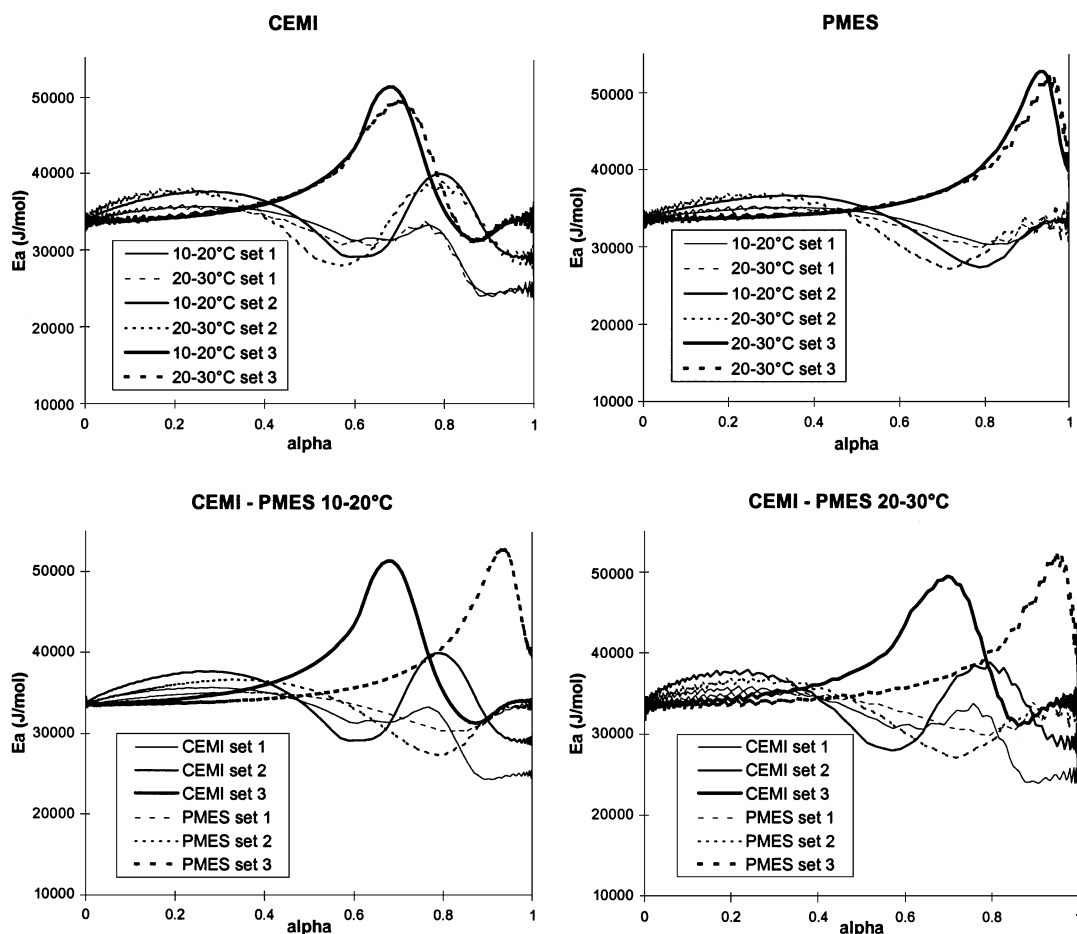 CEMI
Ea (J/mol)
50000
40000
30000
20000
10000
10-20°C set 1
20-30°C set 1
10-20°C set 2
20-30°C set 2
10-20°C set 3
20-30°C set 3
0
0.2
0.4
0.6
0.8
1
alpha
PMES
Ea (J/mol)
50000
40000
30000
20000
10000
10-20°C set 1
20-30°C set 1
10-20°C set 2
20-30°C set 2
20-30°C set 3
20-30°C set 3
0
0.2
0.4
0.6
0.8
1
alpha
CEMI - PMES 10-20°C
Ea (J/mol)
50000
40000
30000
20000
10000
CEMI set 1
CEMI set 2
CEMI set 3
PMES set 1
PMES set 2
PMES set 3
0
0.2
0.4
0.6
0.8
1
alpha
CEMI - PMES 20-30°C
Ea (J/mol)
50000
40000
30000
20000
10000
CEMI set 1
CEMI set 2
CEMI set 3
PMES set 1
PMES set 2
PMES set 3
0
0.2
0.4
0.6
0.8
1
alpha